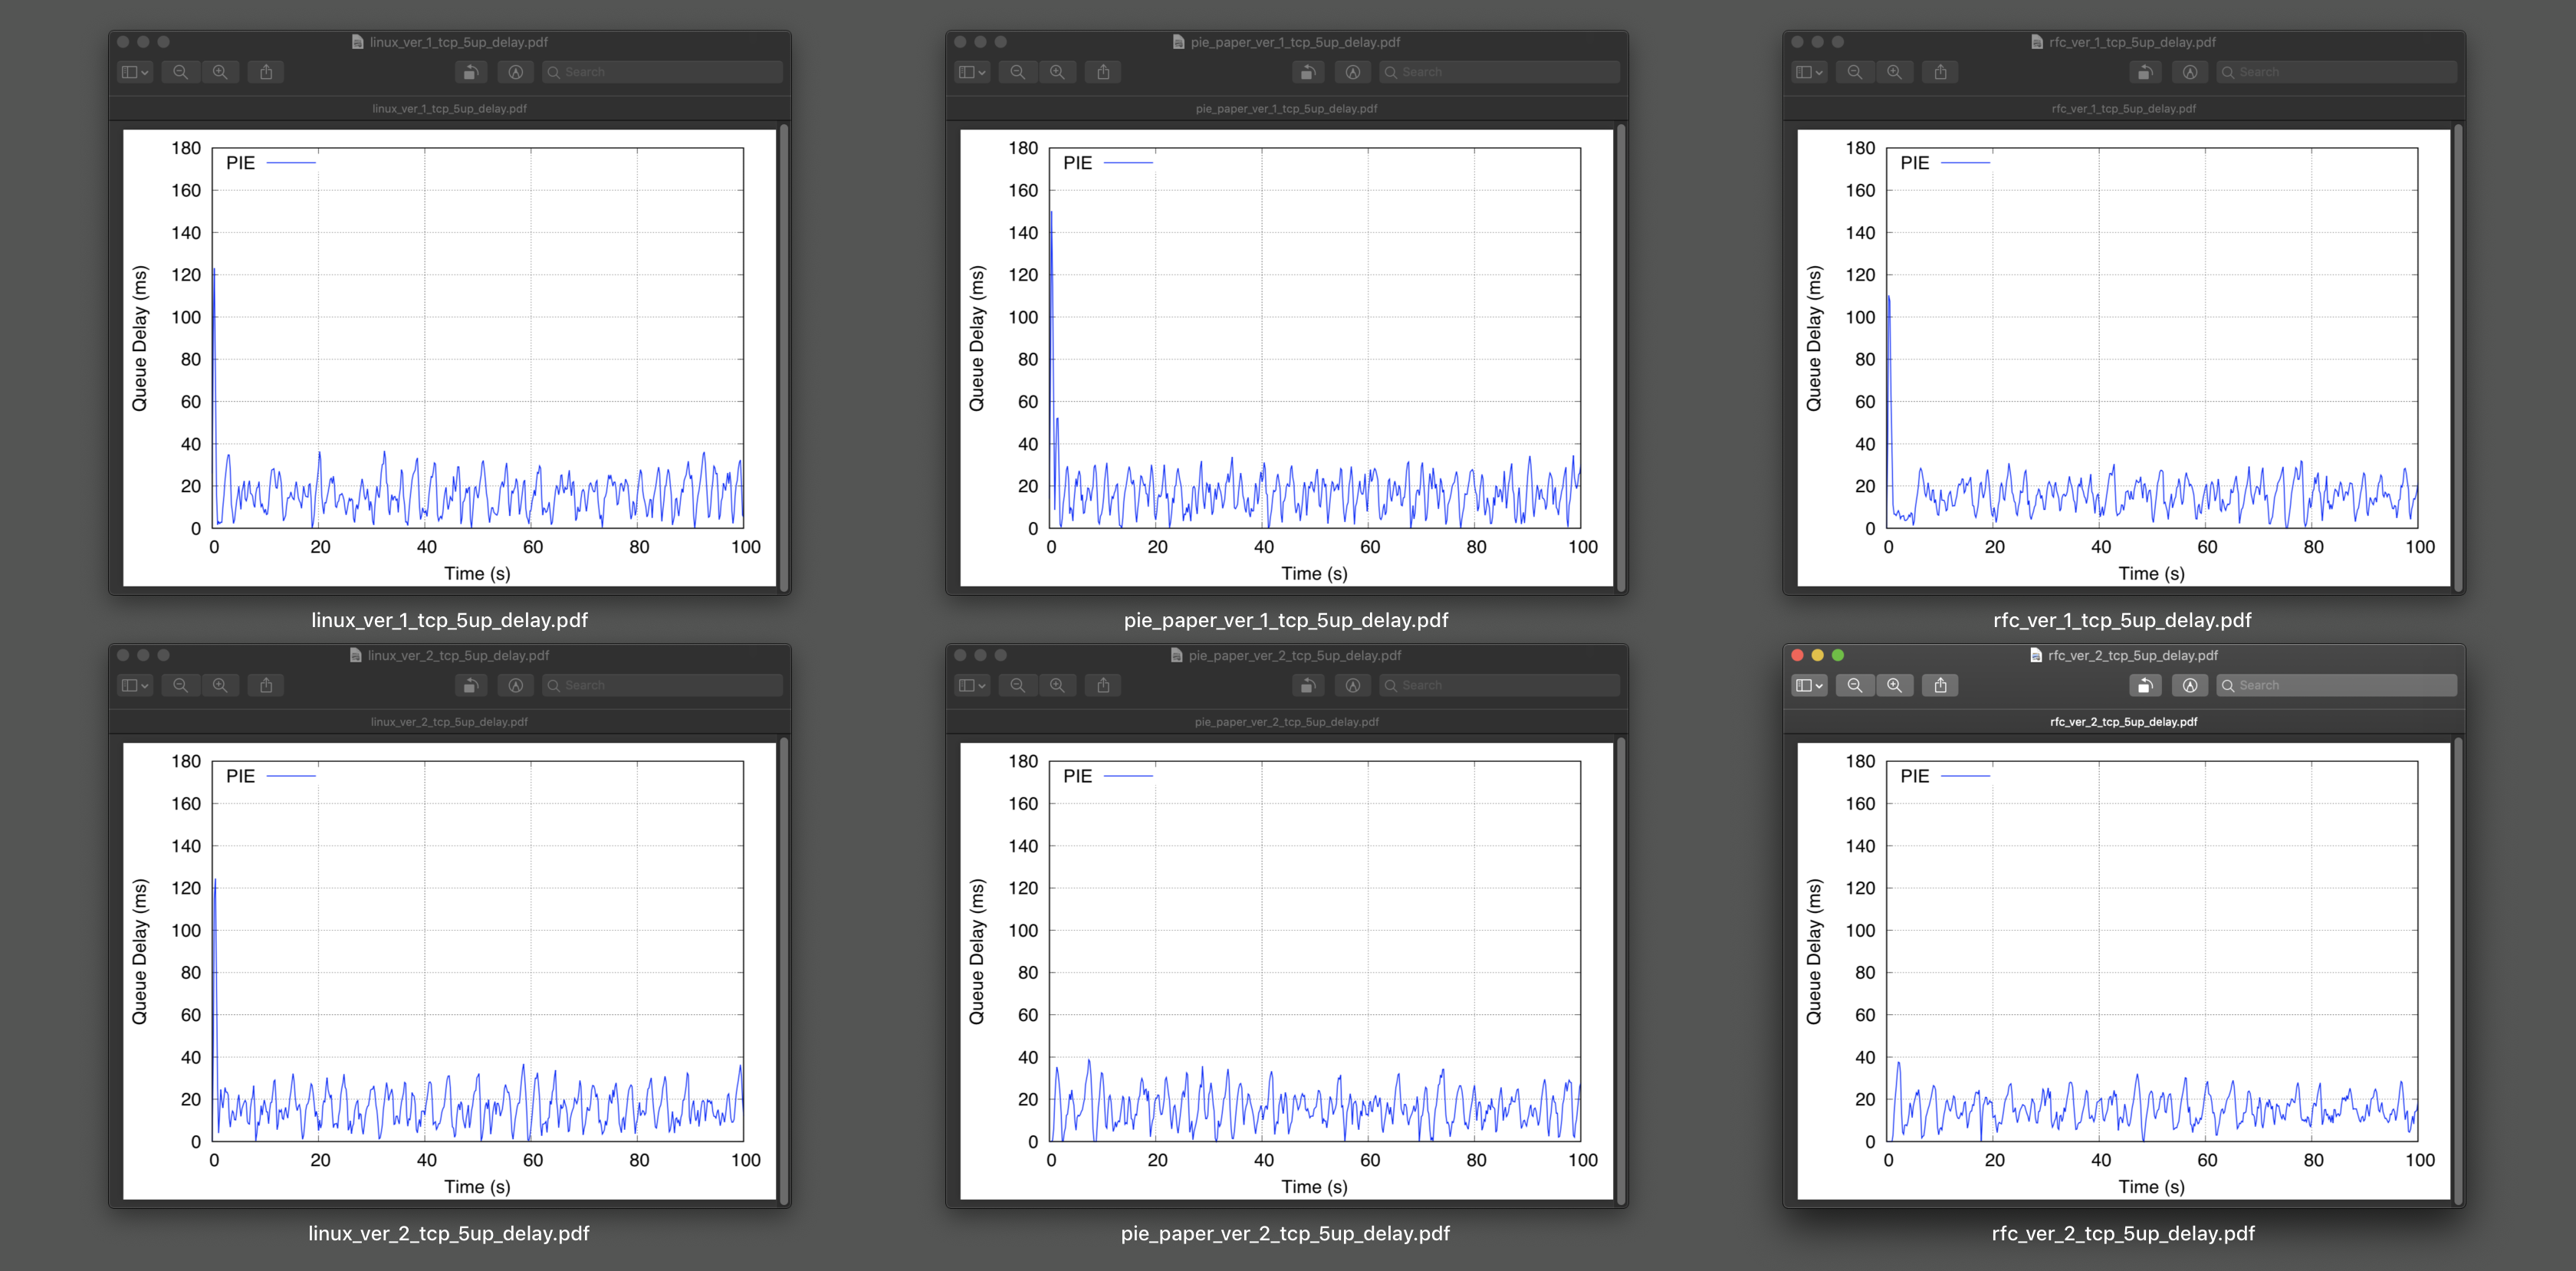 linux_ver_1_tcp_5up_delay.pdf
Search
linux_ver_1_tcp_5up_delay.pdf
PIE
180
160
140
120
100
80
60
40
20
0
Queue Delay (ms)
0 20 40 60 80 100
Time (s)
linux_ver_1_tcp_5up_delay.pdf
pie_paper_ver_1_tcp_5up_delay.pdf
Search
pie_paper_ver_1_tcp_5up_delay.pdf
PIE
180
160
140
120
100
80
60
40
20
0
Queue Delay (ms)
0 20 40 60 80 100
Time (s)
pie_paper_ver_1_tcp_5up_delay.pdf
rfc_ver_1_tcp_5up_delay.pdf
Search
rfc_ver_1_tcp_5up_delay.pdf
PIE
180
160
140
120
100
80
60
40
20
0
Queue Delay (ms)
0 20 40 60 80 100
Time (s)
rfc_ver_1_tcp_5up_delay.pdf
linux_ver_2_tcp_5up_delay.pdf
Search
linux_ver_2_tcp_5up_delay.pdf
PIE
180
160
140
120
100
80
60
40
20
0
Queue Delay (ms)
0 20 40 60 80 100
Time (s)
linux_ver_2_tcp_5up_delay.pdf
pie_paper_ver_2_tcp_5up_delay.pdf
Search
pie_paper_ver_2_tcp_5up_delay.pdf
PIE
180
160
140
120
100
80
60
40
20
0
Queue Delay (ms)
0 20 40 60 80 100
Time (s)
pie_paper_ver_2_tcp_5up_delay.pdf
rfc_ver_2_tcp_5up_delay.pdf
Search
rfc_ver_2_tcp_5up_delay.pdf
PIE
180
160
140
120
100
80
60
40
20
0
Queue Delay (ms)
0 20 40 60 80 100
Time (s)
rfc_ver_2_tcp_5up_delay.pdf